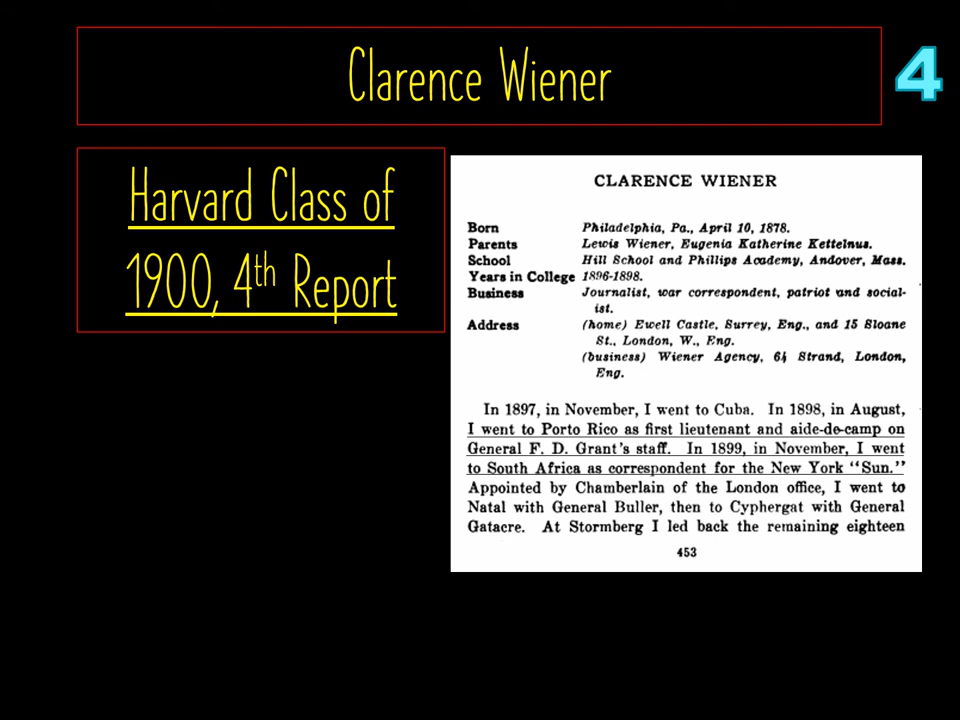 Clarence Wiener
4
Harvard Class of
1900, 4th Report
CLARENCE WIENER
Born Philadelphia, Pa., April 10, 1878.
Parents Lewis Wiener, Eugenia Katherine Kettelnus.
School Hill School and Phillips Academy, Andover, Mass.
Years in College 1896-1898.
Business Journalist, war correspondent, patriot and social-
ist.
Address (home) Ewell Castle, Surrey, Eng., and 15 Sloane
St., London, W., Eng.
(business) Wiener Agency, 64 Strand, London,
Eng.
In 1897, in November, I went to Cuba. In 1898, in August,
I went to Porto Rico as first lieutenant and aide-de-camp on
General F. D. Grant's staff. In 1899, in November, I went
to South Africa as correspondent for the New York "Sun."
Appointed by Chamberlain of the London office, I went to
Natal with General Buller, then to Cyphergat with General
Gatacre. At Stormberg I led back the remaining eighteen
453